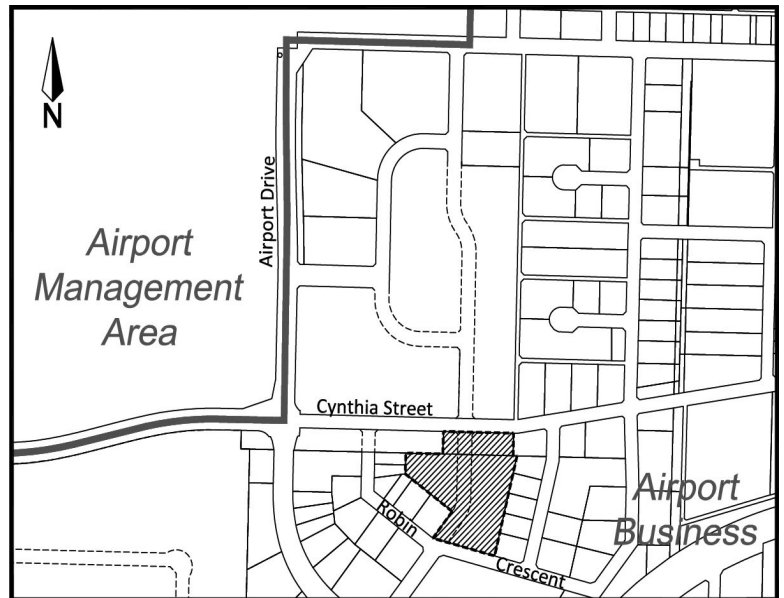 N
Airport Drive
Airport
Management
Area
Cynthia Street
Robin
Crescent
Airport
Business